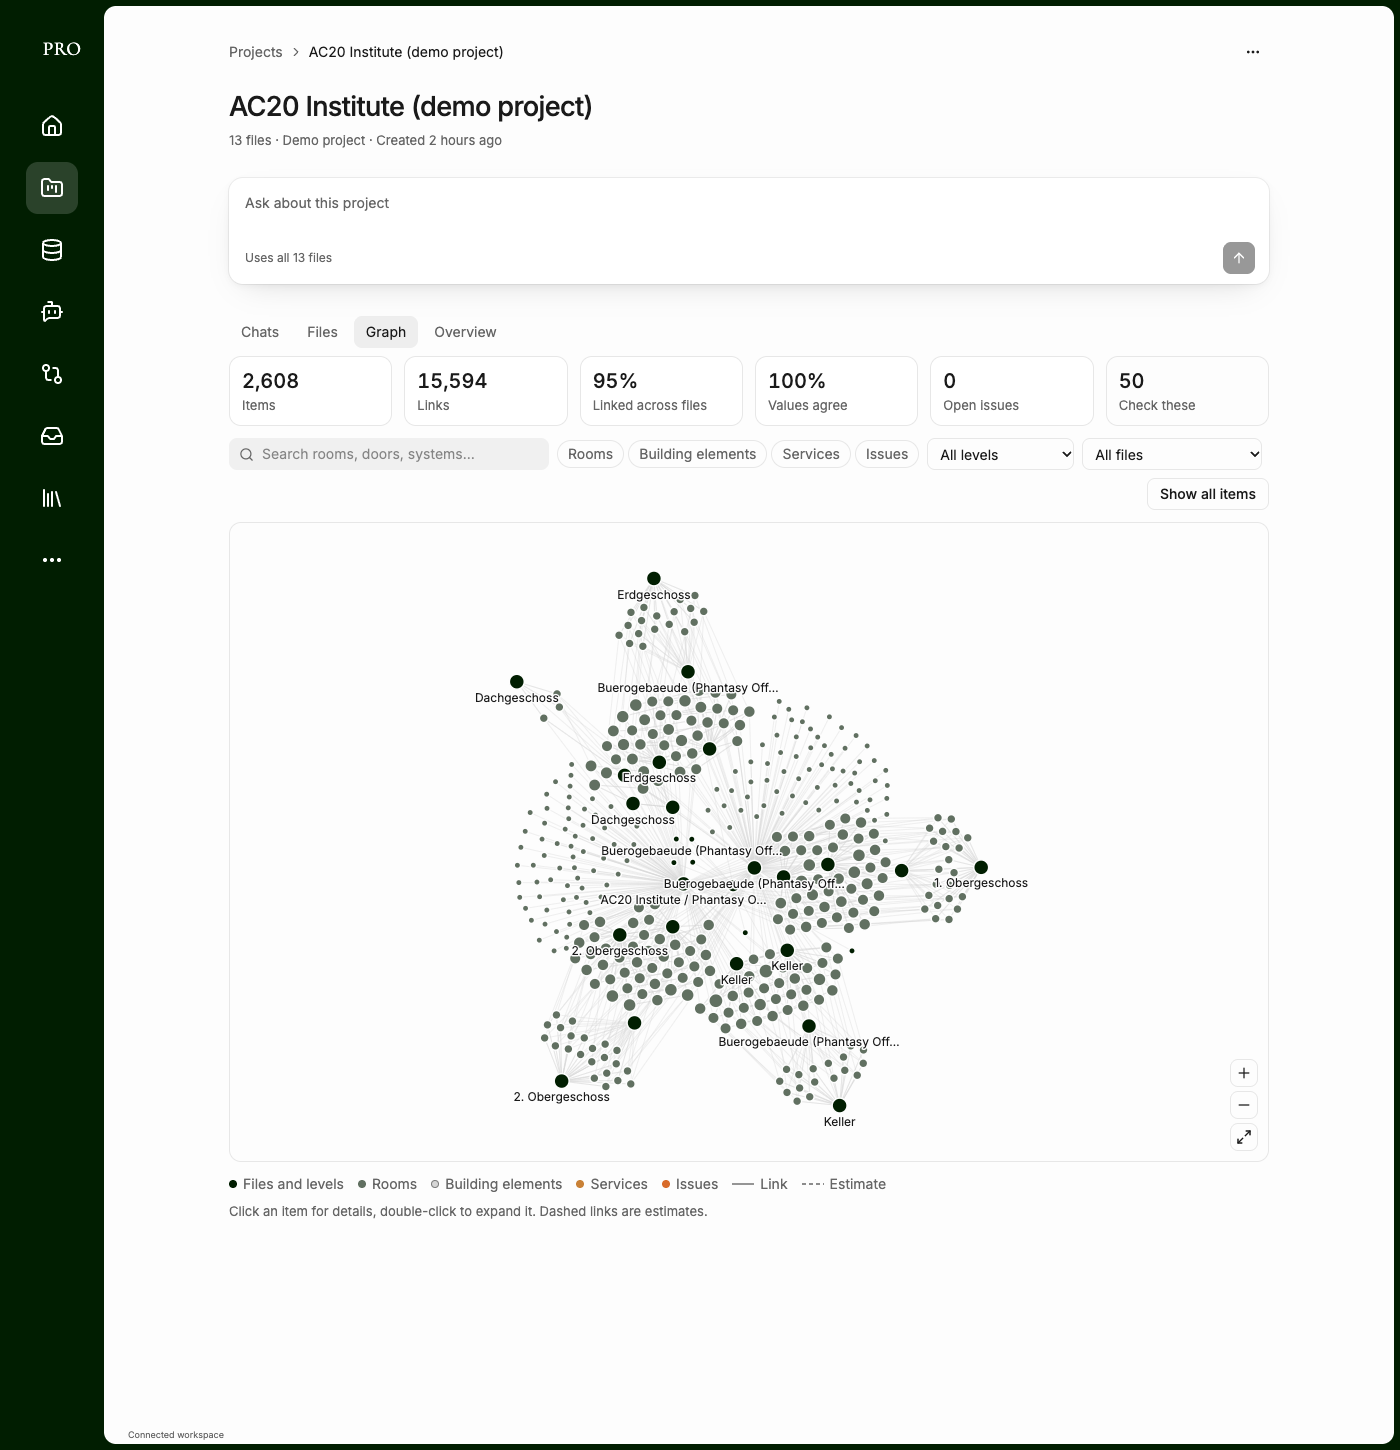 PRO
Projects > AC20 Institute (demo project)
AC20 Institute (demo project)
13 files · Demo project · Created 2 hours ago
Ask about this project
Uses all 13 files
Chats Files Graph Overview
2,608 15,594 95% 100% 0 50
Items Links Linked across files Values agree Open issues Check these
Search rooms, doors, systems... Rooms Building elements Services Issues All levels All files
Show all items
Erdgeschoss
Buerogebaeude (Phantasy Off...
Dachgeschoss
Erdgeschoss
Dachgeschoss
Buerogebaeude (Phantasy Off...
Buerogebaeude (Phantasy Off...
1. Obergeschoss
AC20 Institute / Phantasy O...
2. Obergeschoss
Keller
Keller
Buerogebaeude (Phantasy Off...
2. Obergeschoss
Keller
Files and levels Rooms Building elements Services Issues Link Estimate
Click an item for details, double-click to expand it. Dashed links are estimates.
Connected workspace